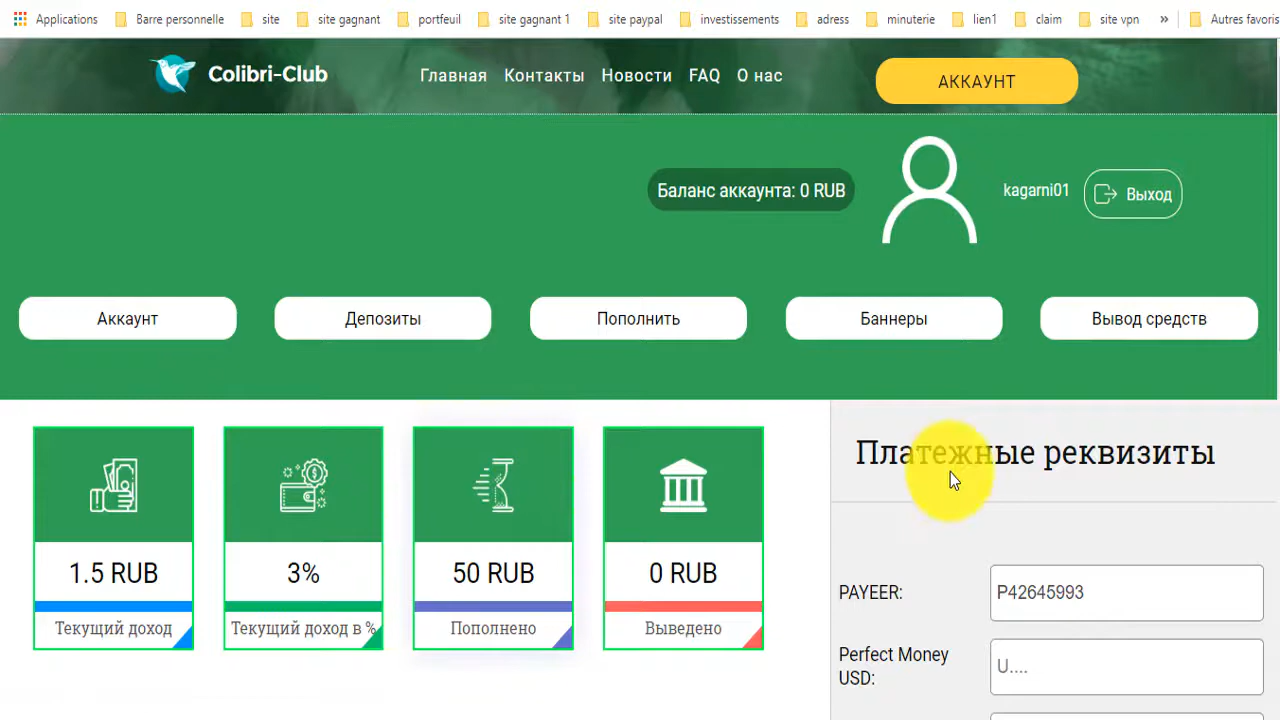 Applications Barre personnelle site site gagnant portfeuil site gagnant 1 site paypal investissements adress minuterie lien1 claim site vpn » Autres favoris
Colibri-Club Главная Контакты Новости FAQ О нас АККАУНТ
Баланс аккаунта: 0 RUB kagarni01 Выход
Аккаунт Депозиты Пополнить Баннеры Вывод средств
Платежные реквизиты
1.5 RUB 3% 50 RUB 0 RUB
Текущий доход Текущий доход в % Пополнено Выведено
PAYEER: P42645993
Perfect Money
USD: U....